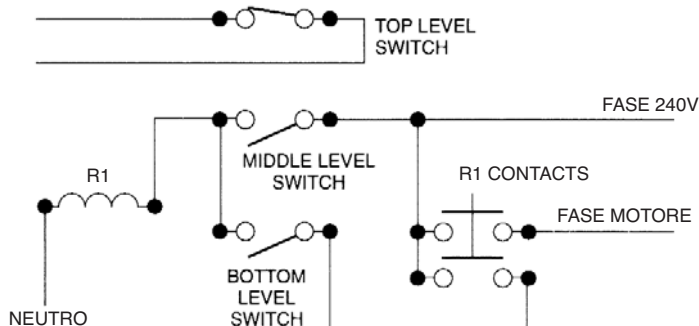 TOP LEVEL
SWITCH
FASE 240V
MIDDLE LEVEL
SWITCH
R1
R1 CONTACTS
FASE MOTORE
BOTTOM
LEVEL
SWITCH
NEUTRO